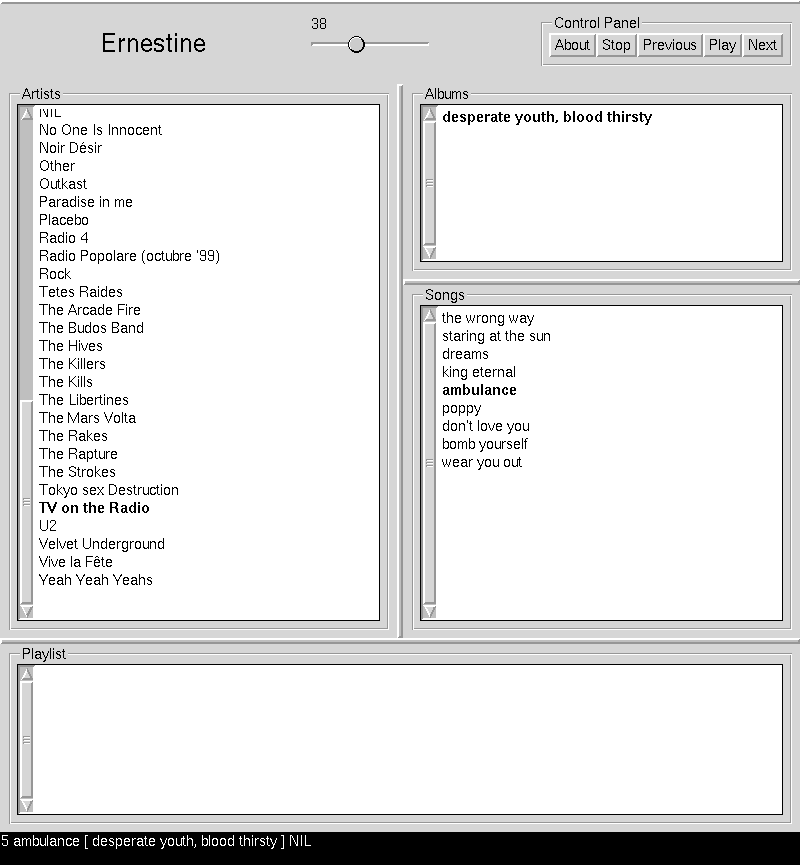 Ernestine
38
Control Panel
About Stop Previous Play Next
Artists
NIL
No One Is Innocent
Noir Désir
Other
Outkast
Paradise in me
Placebo
Radio 4
Radio Popolare (octubre '99)
Rock
Tetes Raides
The Arcade Fire
The Budos Band
The Hives
The Killers
The Kills
The Libertines
The Mars Volta
The Rakes
The Rapture
The Strokes
Tokyo sex Destruction
TV on the Radio
U2
Velvet Underground
Vive la Fête
Yeah Yeah Yeahs
Albums
desperate youth, blood thirsty
Songs
the wrong way
staring at the sun
dreams
king eternal
ambulance
poppy
don't love you
bomb yourself
wear you out
Playlist
5 ambulance [ desperate youth, blood thirsty ] NIL